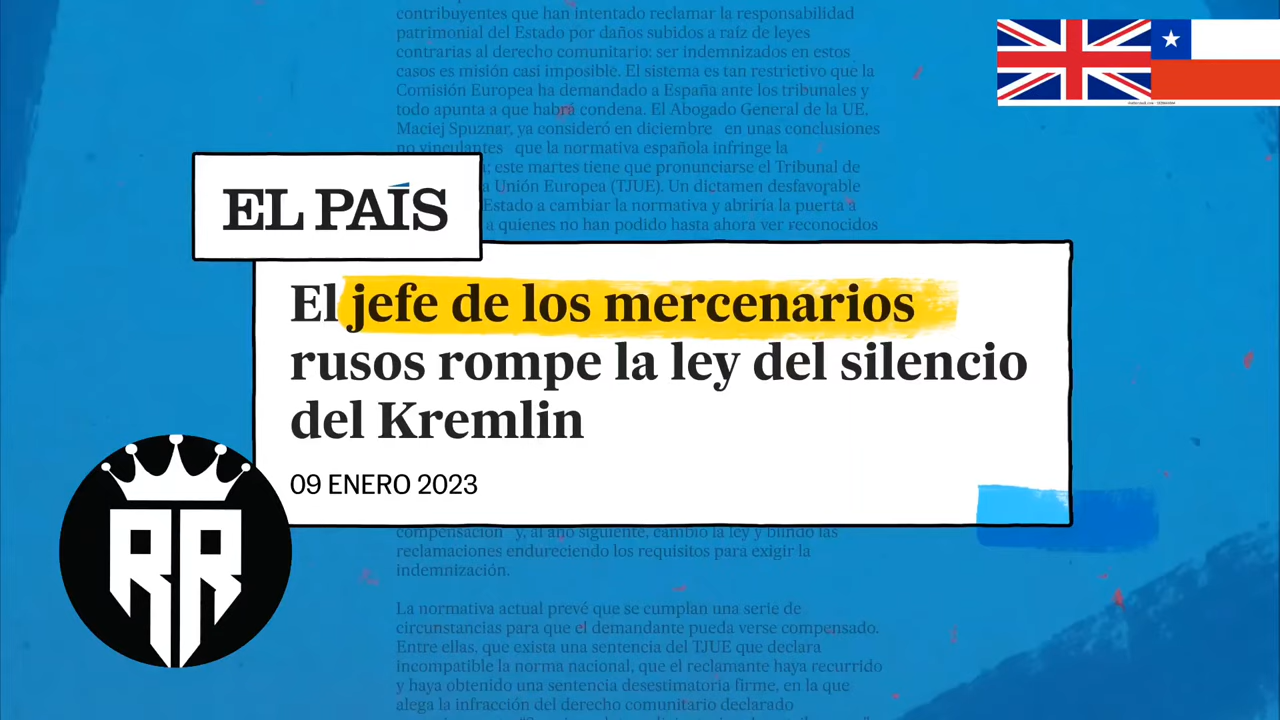 contribuyentes que han intentado reclamar la responsabilidad
patrimonial del Estado por daños subidos a raíz de leyes
contrarias al derecho comunitario: ser indemnizados en estos
casos es misión casi imposible. El sistema es tan restrictivo que la
Comisión Europea ha demandado a España ante los tribunales y
todo apunta a que habrá condena. El Abogado General de la UE,
Maciej Spuznar, ya consideró en diciembre en unas conclusiones
no vinculantes que la normativa española infringe la
este martes tiene que pronunciarse el Tribunal de
Unión Europea (TJUE). Un dictamen desfavorable
Estado a cambiar la normativa y abriría la puerta a
a quienes no han podido hasta ahora ver reconocidos
EL PAÍS
El jefe de los mercenarios
rusos rompe la ley del silencio
del Kremlin
09 ENERO 2023
RR
compensación y, al año siguiente, cambió la ley y blindó las
reclamaciones endureciendo los requisitos para exigir la
indemnización.
La normativa actual prevé que se cumplan una serie de
circunstancias para que el demandante pueda verse compensado.
Entre ellas, que exista una sentencia del TJUE que declara
incompatible la norma nacional, que el reclamante haya recurrido
y haya obtenido una sentencia desestimatoria firme, en la que
alega la infracción del derecho comunitario declarado